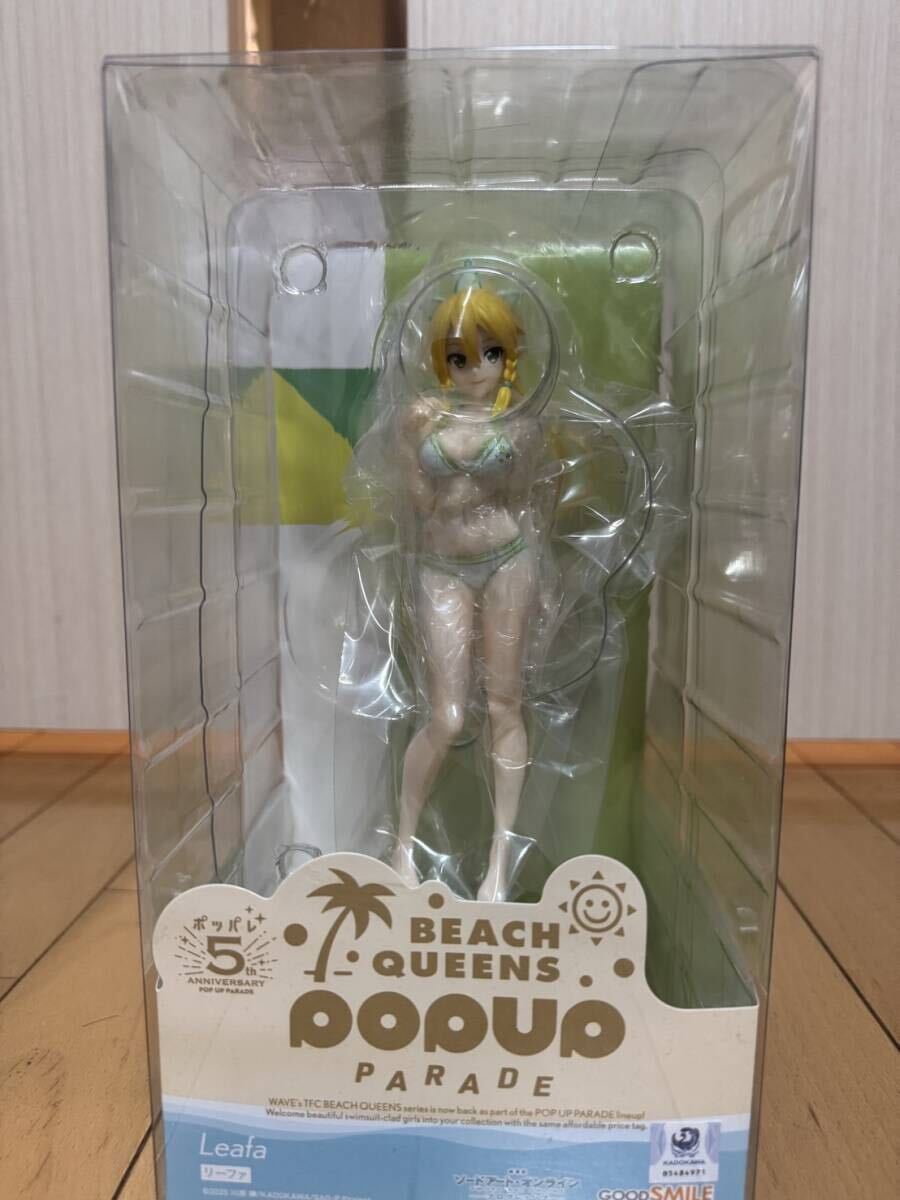 ポッパレ
5th
ANNIVERSARY
POP UP PARADE
BEACH
QUEENS
POPUP
PARADE
WAVE's TFC BEACH QUEENS series is now back as part of the POP UP PARADE lineup!
Welcome beautiful swimsuit-clad girls into your collection with the same affordable price tag.
Leafa
リーファ
KADOKAWA
05484971
ソードアート・オンライン
GOODSMILE